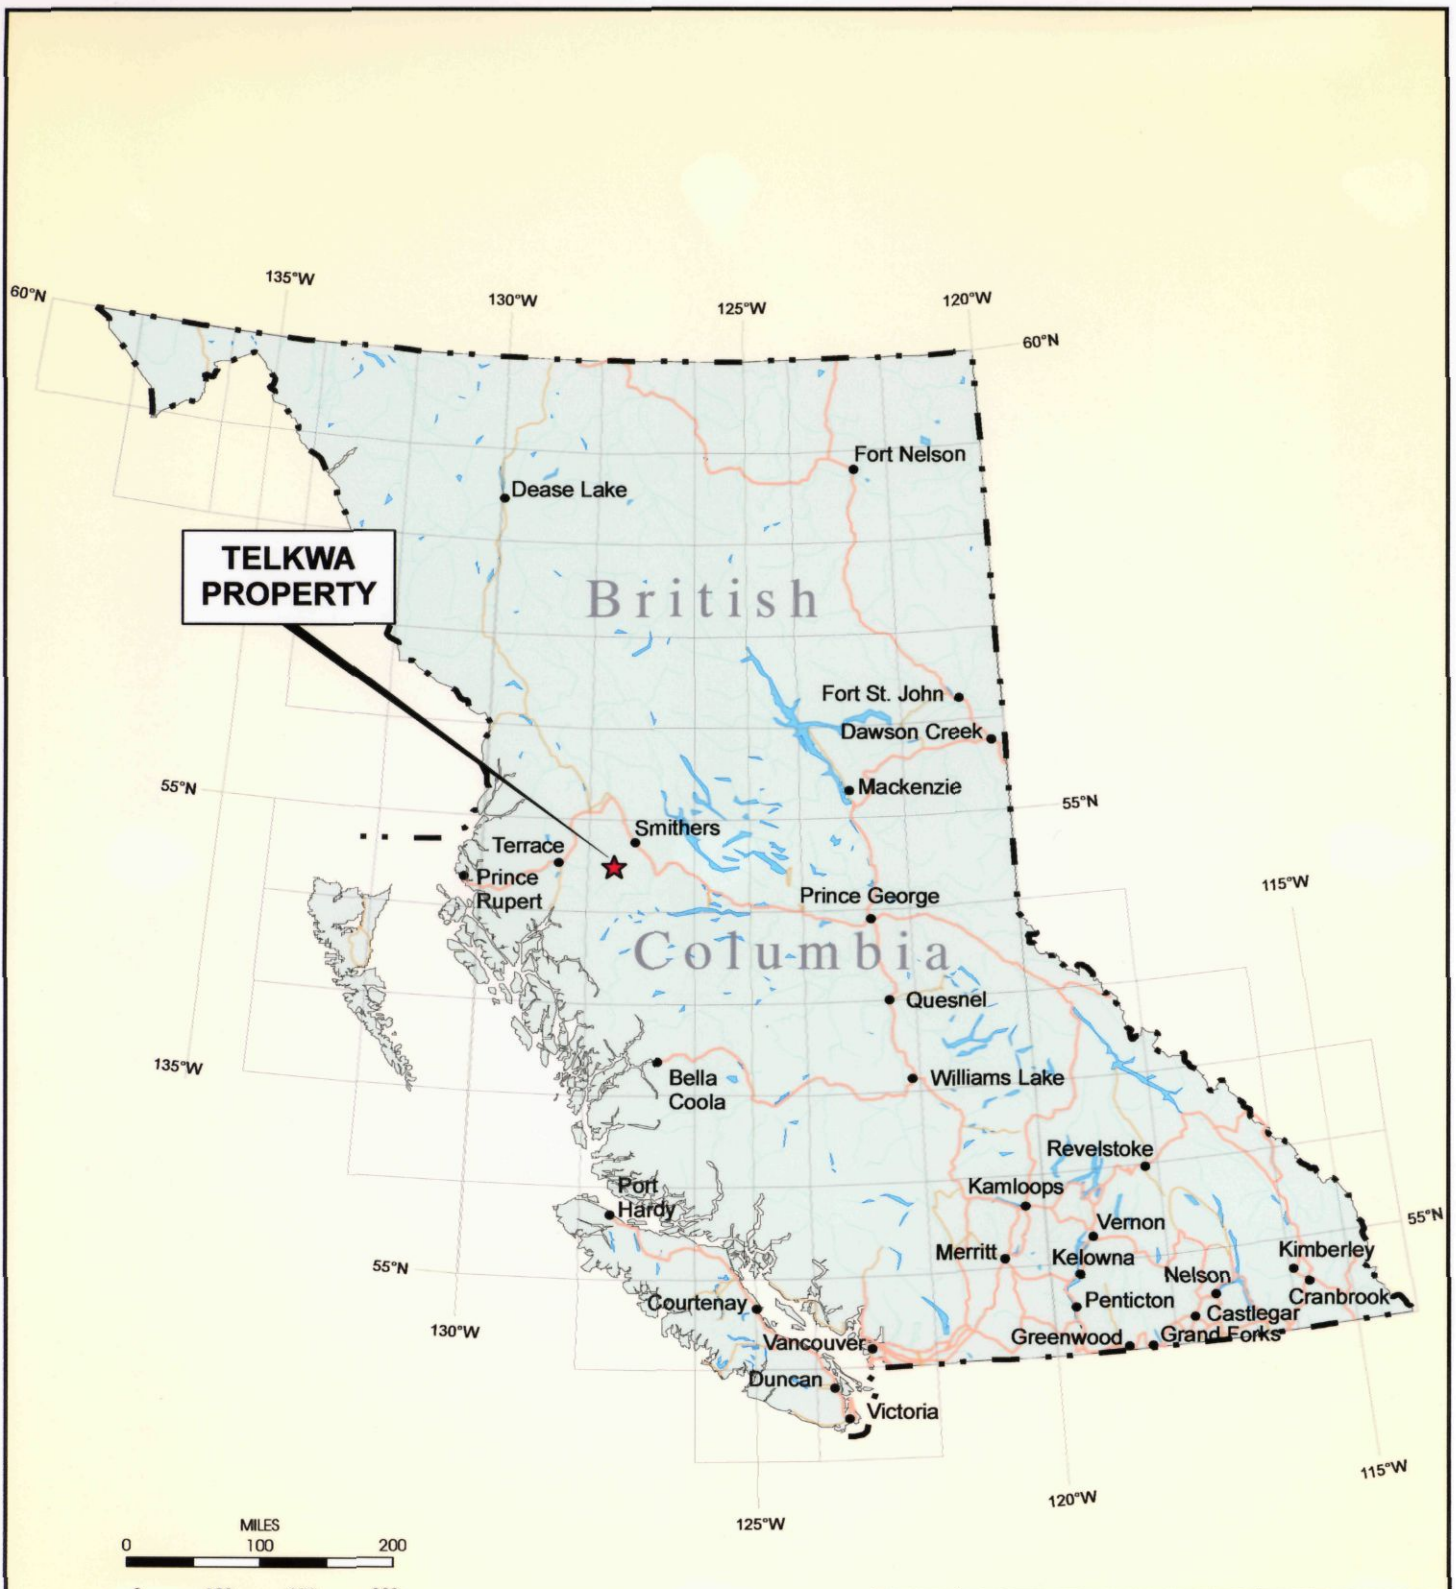 135°W
60°N
130°W
125°W
120°W
60°N
Fort Nelson
Dease Lake
TELKWA
PROPERTY
British
Fort St. John
Dawson Creek
55°N
Mackenzie
55°N
Smithers
Terrace
Prince
Rupert
115°W
Prince George
Columbia
Quesnel
135°W
Bella
Coola
Williams Lake
Revelstoke
Port
Hardy
Kamloops
55°N
Vernon
Merritt
Kelowna
Kimberley
55°N
Nelson
Cranbrook
Courtenay
Penticton
Castlegar
130°W
Vancouver
Greenwood
Grand Forks
Duncan
Victoria
115°W
120°W
125°W
MILES
0 100 200